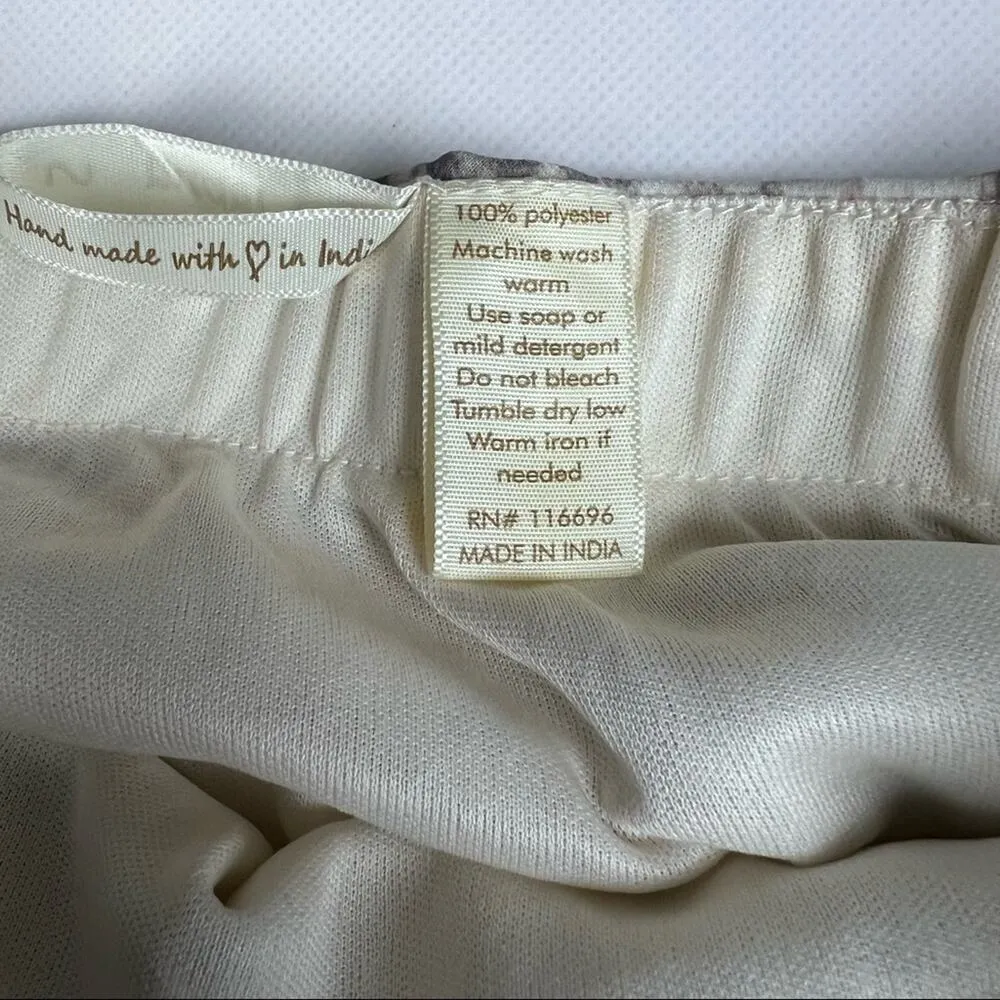 Hand made with ♡ in Indi
100% polyester
Machine wash
warm
Use soap or
mild detergent
Do not bleach
Tumble dry low
Warm iron if
needed
RN# 116696
MADE IN INDIA